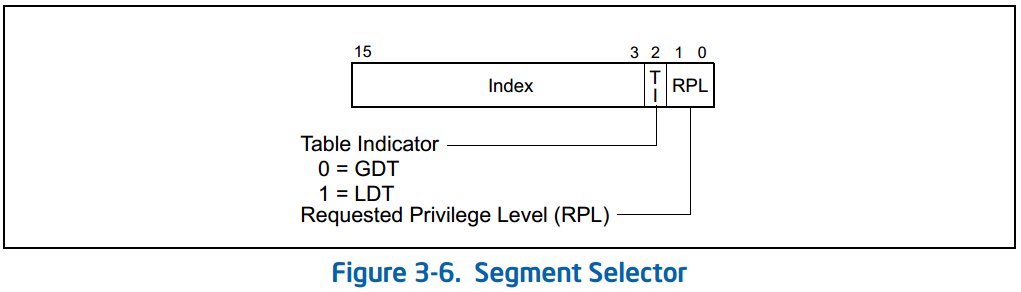 15 3 2 1 0
Index TI RPL
Table Indicator
0 = GDT
1 = LDT
Requested Privilege Level (RPL)
Figure 3-6. Segment Selector